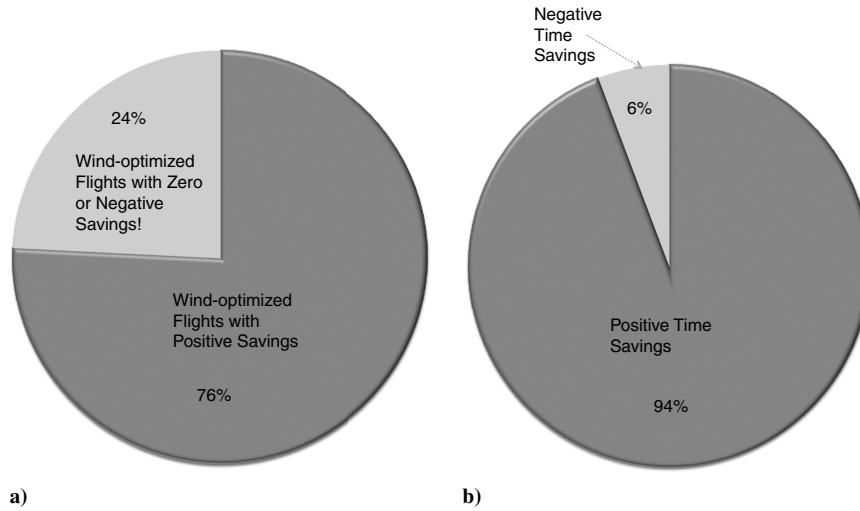 24%
Wind-optimized
Flights with Zero
or Negative
Savings!
Wind-optimized
Flights with
Positive Savings
76%
a)
Negative
Time
Savings
6%
Positive Time
Savings
94%
b)